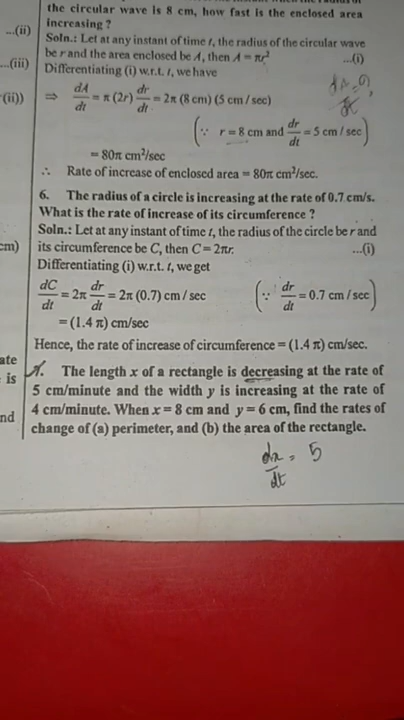 the circular wave is 8 cm, how fast is the enclosed area
increasing ?
...(ii)
Soln.: Let at any instant of time t, the radius of the circular wave
be r and the area enclosed be A, then A = πr² ...(i)
...(iii)
Differentiating (i) w.r.t. t, we have
(ii))
⇒ dA/dt = π (2r) dr/dt = 2π (8 cm) (5 cm / sec)
(∵ r = 8 cm and dr/dt = 5 cm / sec)
= 80π cm²/sec
∴ Rate of increase of enclosed area = 80π cm²/sec.
6. The radius of a circle is increasing at the rate of 0.7 cm/s.
What is the rate of increase of its circumference ?
Soln.: Let at any instant of time t, the radius of the circle be r and
cm)
its circumference be C, then C = 2πr. ...(i)
Differentiating (i) w.r.t. t, we get
dC/dt = 2π dr/dt = 2π (0.7) cm / sec (∵ dr/dt = 0.7 cm / sec)
= (1.4 π) cm/sec
Hence, the rate of increase of circumference = (1.4 π) cm/sec.
ate
is
The length x of a rectangle is decreasing at the rate of
5 cm/minute and the width y is increasing at the rate of
nd
4 cm/minute. When x = 8 cm and y = 6 cm, find the rates of
change of (a) perimeter, and (b) the area of the rectangle.
dx/dt = 5